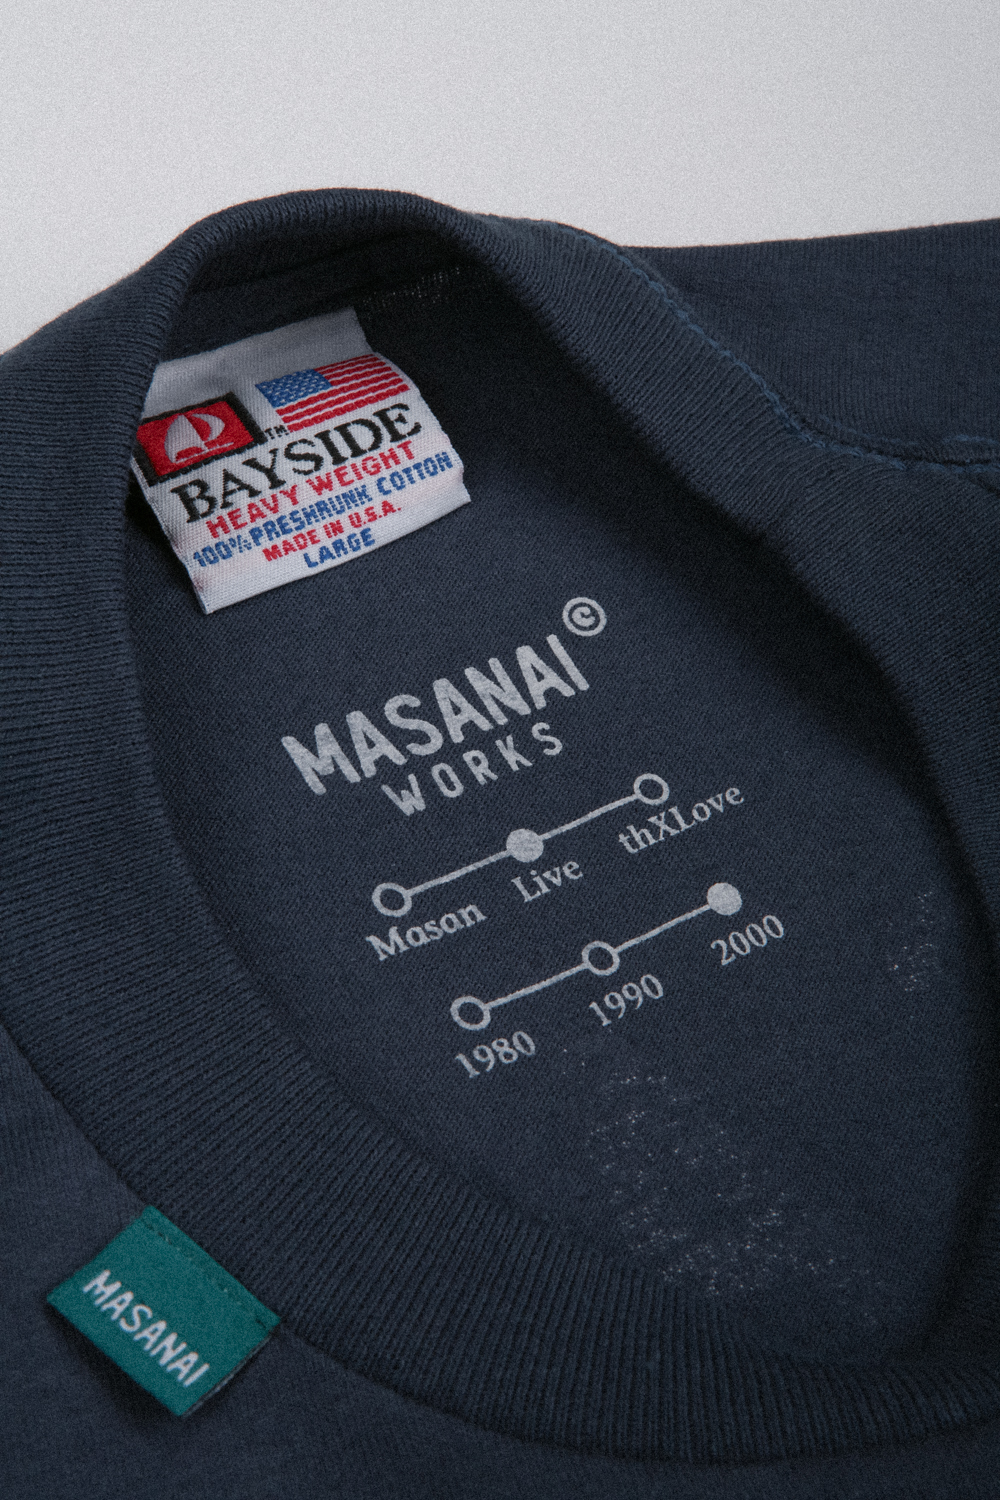 TM
BAYSIDE
HEAVY WEIGHT
100% PRESHRUNK COTTON
MADE IN U.S.A.
LARGE
MASANAI©
WORKS
Masan Live thXLove
1980 1990 2000
MASANAI